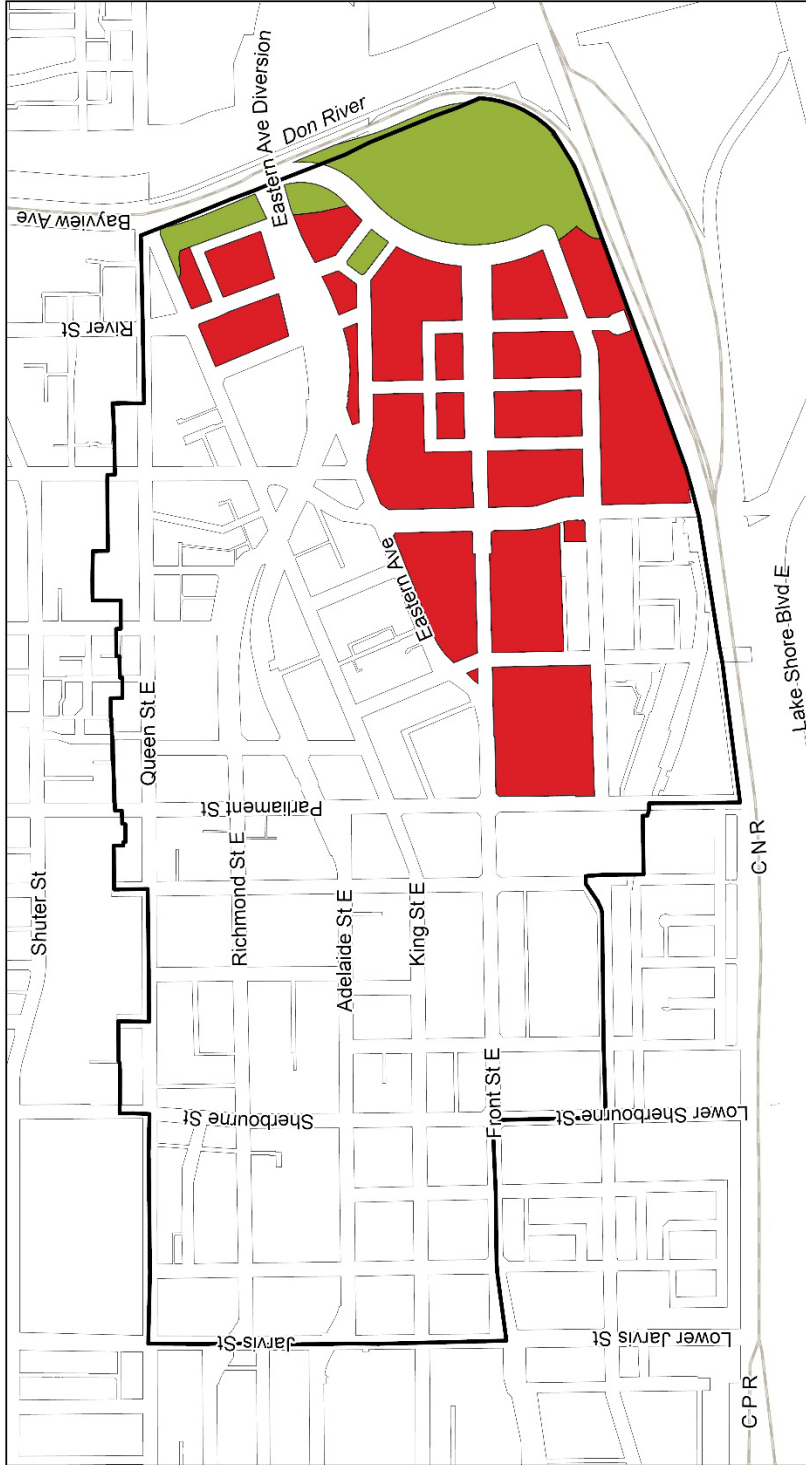 Eastern Ave Diversion
Don River
Bayview Ave
River St
Shuter St
Queen St E
Parliament St
Richmond St E
Eastern Ave
Adelaide St E
King St E
Sherbourne St
Front St E
Lower Sherbourne St
Lake Shore Blvd E
C N R
Jarvis St
Lower Jarvis St
C P R